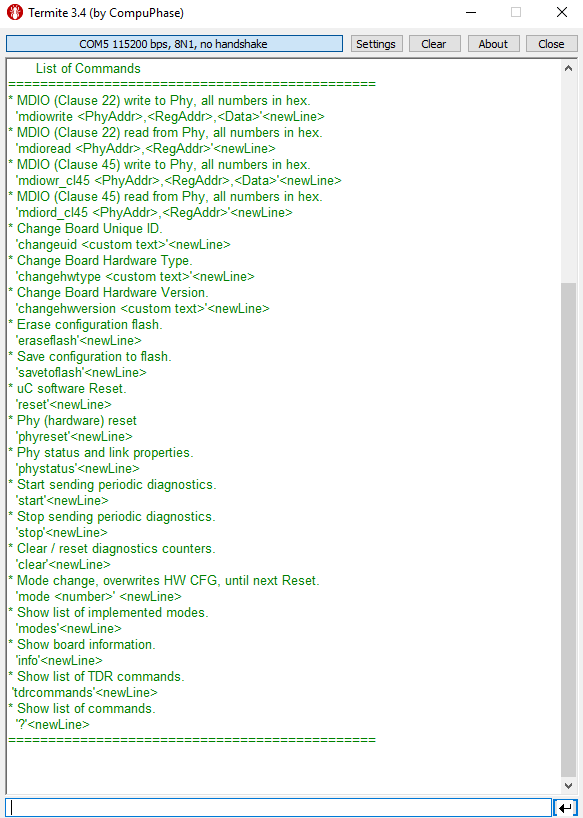 Termite 3.4 (by CompuPhase)
COM5 115200 bps, 8N1, no handshake
Settings
Clear
About
Close
List of Commands
==============================================
* MDIO (Clause 22) write to Phy, all numbers in hex.
'mdiowrite <PhyAddr>,<RegAddr>,<Data>'<newLine>
* MDIO (Clause 22) read from Phy, all numbers in hex.
'mdioread <PhyAddr>,<RegAddr>'<newLine>
* MDIO (Clause 45) write to Phy, all numbers in hex.
'mdiowr_cl45 <PhyAddr>,<RegAddr>,<Data>'<newLine>
* MDIO (Clause 45) read from Phy, all numbers in hex.
'mdiord_cl45 <PhyAddr>,<RegAddr>'<newLine>
* Change Board Unique ID.
'changeuid <custom text>'<newLine>
* Change Board Hardware Type.
'changehwtype <custom text>'<newLine>
* Change Board Hardware Version.
'changehwversion <custom text>'<newLine>
* Erase configuration flash.
'eraseflash'<newLine>
* Save configuration to flash.
'savetoflash'<newLine>
* uC software Reset.
'reset'<newLine>
* Phy (hardware) reset
'phyreset'<newLine>
* Phy status and link properties.
'phystatus'<newLine>
* Start sending periodic diagnostics.
'start'<newLine>
* Stop sending periodic diagnostics.
'stop'<newLine>
* Clear / reset diagnostics counters.
'clear'<newLine>
* Mode change, overwrites HW CFG, until next Reset.
'mode <number>' <newLine>
* Show list of implemented modes.
'modes'<newLine>
* Show board information.
'info'<newLine>
* Show list of TDR commands.
'tdrcommands'<newLine>
* Show list of commands.
'?'<newLine>
==============================================